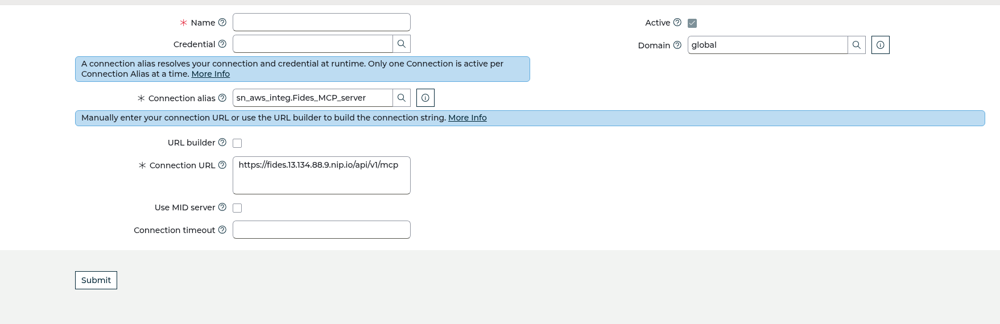 * Name
Active
Credential
Domain
global
A connection alias resolves your connection and credential at runtime. Only one Connection is active per
Connection Alias at a time. More Info
* Connection alias
sn_aws_integ.Fides_MCP_server
Manually enter your connection URL or use the URL builder to build the connection string. More Info
URL builder
* Connection URL
https://fides.13.134.88.9.nip.io/api/v1/mcp
Use MID server
Connection timeout
Submit